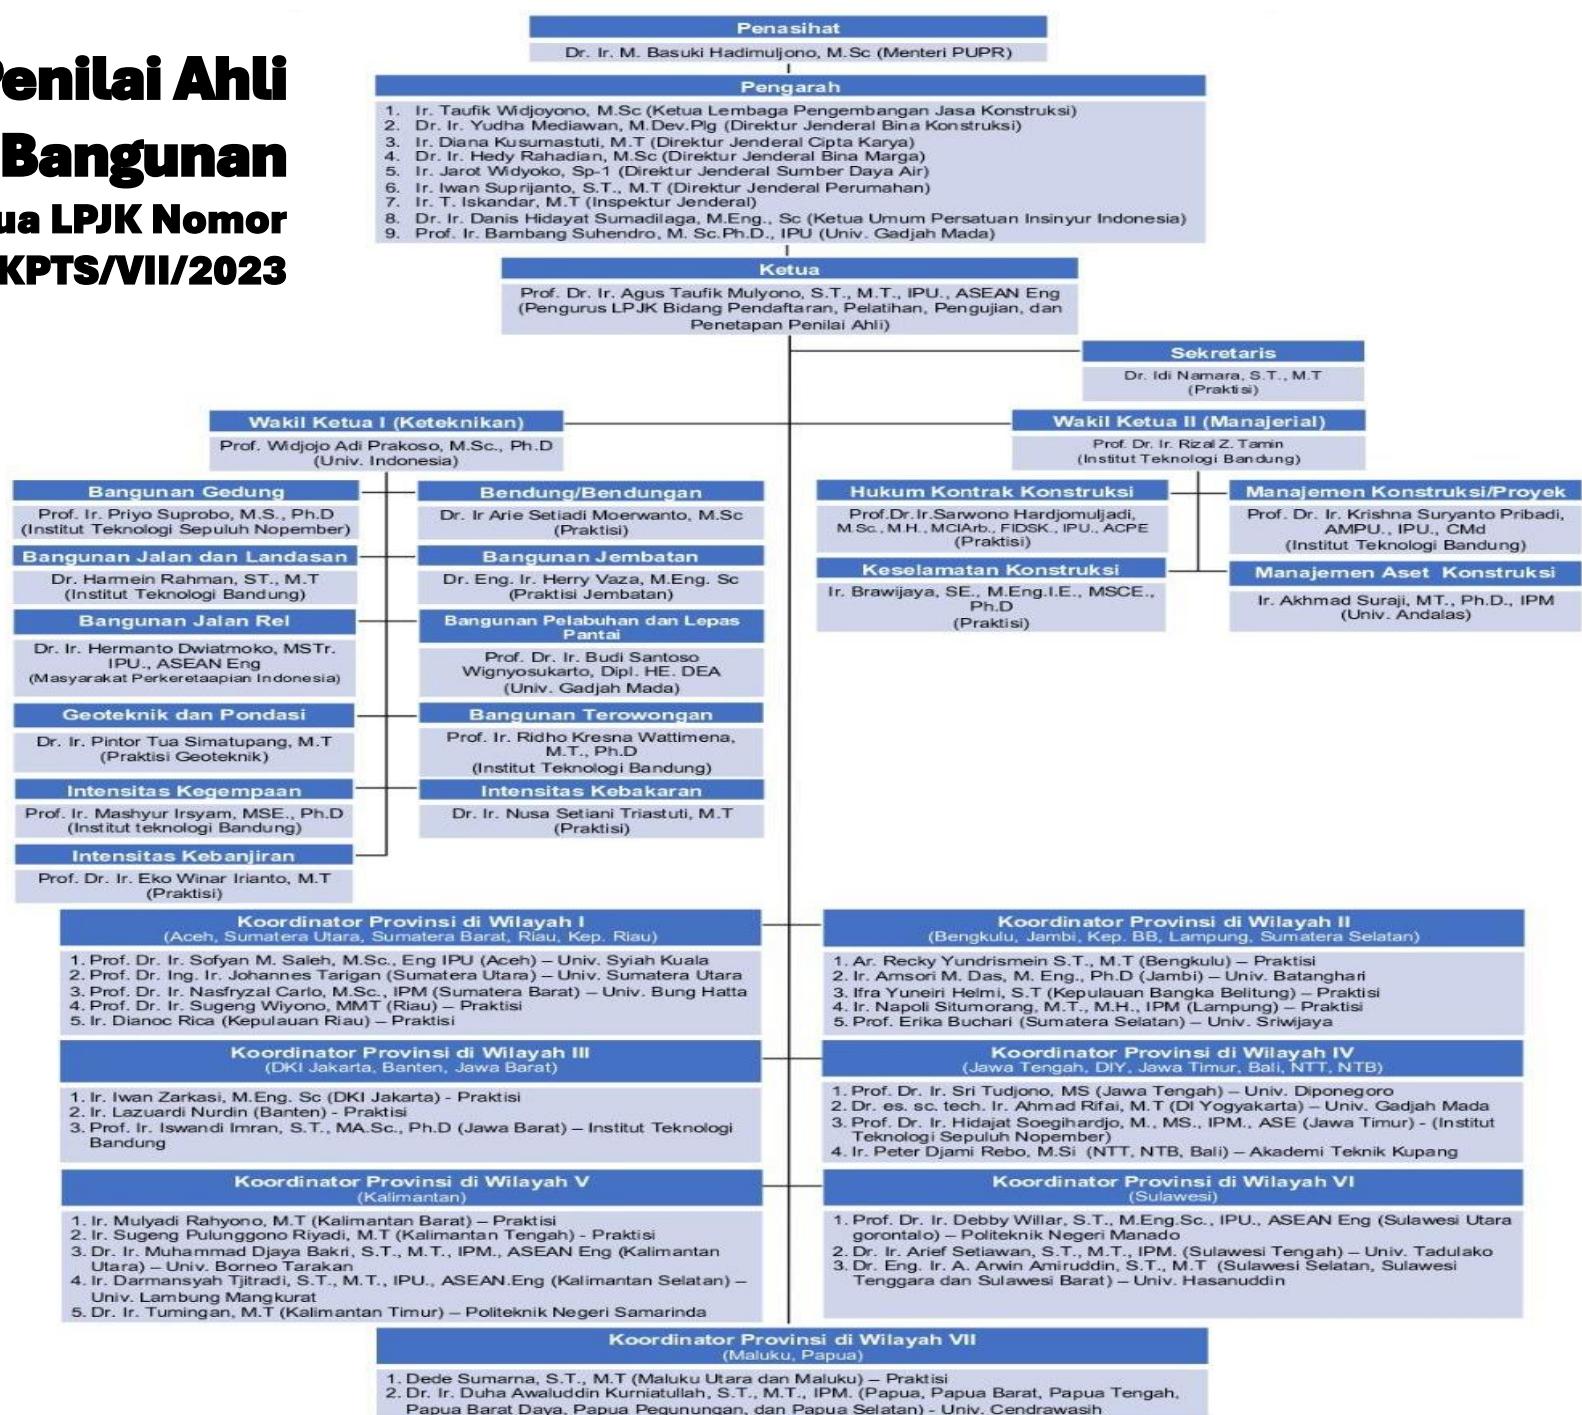 Penilai Ahli
Bangunan
ua LPJK Nomor
KPTS/VII/2023
Penasihat
Dr. Ir. M. Basuki Hadimuljono, M.Sc (Menteri PUPR)
Pengarah
1. Ir. Taufik Widjoyono, M.Sc (Ketua Lembaga Pengembangan Jasa Konstruksi)
2. Dr. Ir. Yudha Mediawan, M.Dev.Plg (Direktur Jenderal Bina Konstruksi)
3. Ir. Diana Kusumastuti, M.T (Direktur Jenderal Cipta Karya)
4. Dr. Ir. Hedy Rahadian, M.Sc (Direktur Jenderal Bina Marga)
5. Ir. Jarot Widyoko, Sp-1 (Direktur Jenderal Sumber Daya Air)
6. Ir. Iwan Suprijanto, S.T., M.T (Direktur Jenderal Perumahan)
7. Ir. T. Iskandar, M.T (Inspektur Jenderal)
8. Dr. Ir. Danis Hidayat Sumadilaga, M.Eng., Sc (Ketua Umum Persatuan Insinyur Indonesia)
9. Prof. Ir. Bambang Suhendro, M. Sc.Ph.D., IPU (Univ. Gadjah Mada)
Ketua
Prof. Dr. Ir. Agus Taufik Mulyono, S.T., M.T., IPU., ASEAN Eng
(Pengurus LPJK Bidang Pendaftaran, Pelatihan, Pengujian, dan
Penetapan Penilai Ahli)
Sekretaris
Dr. Idi Namara, S.T., M.T
(Praktisi)
Wakil Ketua I (Keteknikan)
Prof. Widjojo Adi Prakoso, M.Sc., Ph.D
(Univ. Indonesia)
Wakil Ketua II (Manajerial)
Prof. Dr. Ir. Rizal Z. Tamin
(Institut Teknologi Bandung)
Bangunan Gedung
Prof. Ir. Priyo Suprobo, M.S., Ph.D
(Institut Teknologi Sepuluh Nopember)
Bendung/Bendungan
Dr. Ir Arie Setiadi Moerwanto, M.Sc
(Praktisi)
Bangunan Jalan dan Landasan
Dr. Harmein Rahman, ST., M.T
(Institut Teknologi Bandung)
Bangunan Jembatan
Dr. Eng. Ir. Herry Vaza, M.Eng. Sc
(Praktisi Jembatan)
Bangunan Jalan Rel
Dr. Ir. Hermanto Dwiatmoko, MSTr.
IPU., ASEAN Eng
(Masyarakat Perkeretaapian Indonesia)
Bangunan Pelabuhan dan Lepas
Pantai
Prof. Dr. Ir. Budi Santoso
Wignyosukarto, Dipl. HE. DEA
(Univ. Gadjah Mada)
Geoteknik dan Pondasi
Dr. Ir. Pintor Tua Simatupang, M.T
(Praktisi Geoteknik)
Bangunan Terowongan
Prof. Ir. Ridho Kresna Wattimena,
M.T., Ph.D
(Institut Teknologi Bandung)
Intensitas Kegempaan
Prof. Ir. Mashyur Irsyam, MSE., Ph.D
(Institut teknologi Bandung)
Intensitas Kebakaran
Dr. Ir. Nusa Setiani Triastuti, M.T
(Praktisi)
Intensitas Kebanjiran
Prof. Dr. Ir. Eko Winar Irianto, M.T
(Praktisi)
Hukum Kontrak Konstruksi
Prof.Dr.Ir.Sarwono Hardjomuljadi,
M.Sc., M.H., MCIArb., FIDSK., IPU., ACPE
(Praktisi)
Manajemen Konstruksi/Proyek
Prof. Dr. Ir. Krishna Suryanto Pribadi,
AMPU., IPU., CMd
(Institut Teknologi Bandung)
Keselamatan Konstruksi
Ir. Brawijaya, SE., M.Eng.I.E., MSCE.,
Ph.D
(Praktisi)
Manajemen Aset Konstruksi
Ir. Akhmad Suraji, MT., Ph.D., IPM
(Univ. Andalas)
Koordinator Provinsi di Wilayah I
(Aceh, Sumatera Utara, Sumatera Barat, Riau, Kep. Riau)
1. Prof. Dr. Ir. Sofyan M. Saleh, M.Sc., Eng IPU (Aceh) – Univ. Syiah Kuala
2. Prof. Dr. Ing. Ir. Johannes Tarigan (Sumatera Utara) – Univ. Sumatera Utara
3. Prof. Dr. Ir. Nasfryzal Carlo, M.Sc., IPM (Sumatera Barat) – Univ. Bung Hatta
4. Prof. Dr. Ir. Sugeng Wiyono, MMT (Riau) – Praktisi
5. Ir. Dianoc Rica (Kepulauan Riau) – Praktisi
Koordinator Provinsi di Wilayah II
(Bengkulu, Jambi, Kep. BB, Lampung, Sumatera Selatan)
1. Ar. Recky Yundrismein S.T., M.T (Bengkulu) – Praktisi
2. Ir. Amsori M. Das, M. Eng., Ph.D (Jambi) – Univ. Batanghari
3. Ifra Yuneiri Helmi, S.T (Kepulauan Bangka Belitung) – Praktisi
4. Ir. Napoli Situmorang, M.T., M.H., IPM (Lampung) – Praktisi
5. Prof. Erika Buchari (Sumatera Selatan) – Univ. Sriwijaya
Koordinator Provinsi di Wilayah III
(DKI Jakarta, Banten, Jawa Barat)
1. Ir. Iwan Zarkasi, M.Eng. Sc (DKI Jakarta) - Praktisi
2. Ir. Lazuardi Nurdin (Banten) - Praktisi
3. Prof. Ir. Iswandi Imran, S.T., MA.Sc., Ph.D (Jawa Barat) – Institut Teknologi
Bandung
Koordinator Provinsi di Wilayah IV
(Jawa Tengah, DIY, Jawa Timur, Bali, NTT, NTB)
1. Prof. Dr. Ir. Sri Tudjono, MS (Jawa Tengah) – Univ. Diponegoro
2. Dr. es. sc. tech. Ir. Ahmad Rifai, M.T (DI Yogyakarta) – Univ. Gadjah Mada
3. Prof. Dr. Ir. Hidajat Soegihardjo, M., MS., IPM., ASE (Jawa Timur) - (Institut
Teknologi Sepuluh Nopember)
4. Ir. Peter Djami Rebo, M.Si (NTT, NTB, Bali) – Akademi Teknik Kupang
Koordinator Provinsi di Wilayah V
(Kalimantan)
1. Ir. Mulyadi Rahyono, M.T (Kalimantan Barat) – Praktisi
2. Ir. Sugeng Pulunggono Riyadi, M.T (Kalimantan Tengah) - Praktisi
3. Dr. Ir. Muhammad Djaya Bakri, S.T., M.T., IPM., ASEAN Eng (Kalimantan
Utara) – Univ. Borneo Tarakan
4. Ir. Darmansyah Tjitradi, S.T., M.T., IPU., ASEAN.Eng (Kalimantan Selatan) –
Univ. Lambung Mangkurat
5. Dr. Ir. Tumingan, M.T (Kalimantan Timur) – Politeknik Negeri Samarinda
Koordinator Provinsi di Wilayah VI
(Sulawesi)
1. Prof. Dr. Ir. Debby Willar, S.T., M.Eng.Sc., IPU., ASEAN Eng (Sulawesi Utara
gorontalo) – Politeknik Negeri Manado
2. Dr. Ir. Arief Setiawan, S.T., M.T., IPM. (Sulawesi Tengah) – Univ. Tadulako
3. Dr. Eng. Ir. A. Arwin Amiruddin, S.T., M.T (Sulawesi Selatan, Sulawesi
Tenggara dan Sulawesi Barat) – Univ. Hasanuddin
Koordinator Provinsi di Wilayah VII
(Maluku, Papua)
1. Dede Sumarna, S.T., M.T (Maluku Utara dan Maluku) – Praktisi
2. Dr. Ir. Duha Awaluddin Kurniatullah, S.T., M.T., IPM. (Papua, Papua Barat, Papua Tengah,
Papua Barat Daya, Papua Pegunungan, dan Papua Selatan) - Univ. Cendrawasih